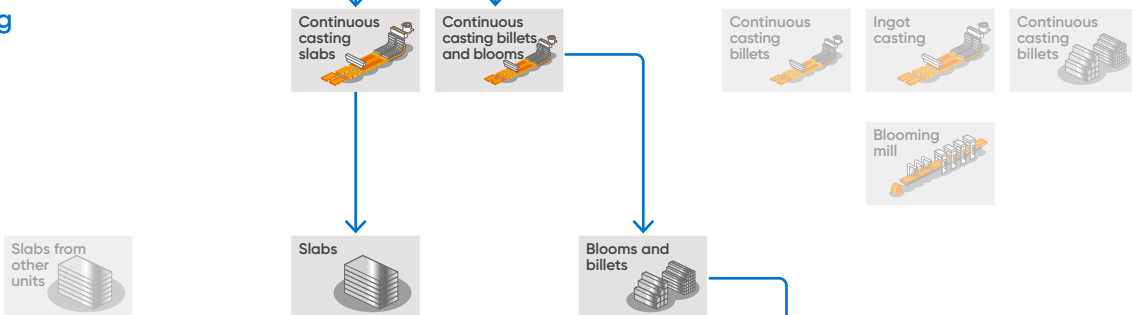 g
Continuous
casting
slabs
Continuous
casting billets
and blooms
Continuous
casting
billets
Ingot
casting
Continuous
casting
billets
Blooming
mill
Slabs from
other
units
Slabs
Blooms and
billets